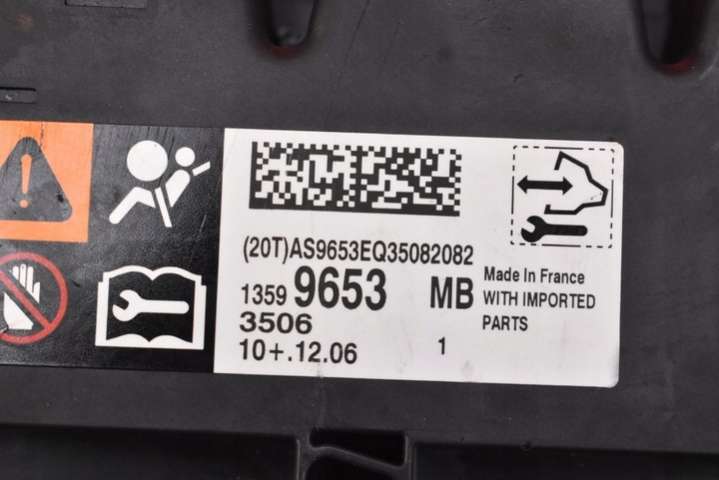 (20T)AS9653EQ35082082
1359 9653 MB
3506
10+.12.06 1
Made In France
WITH IMPORTED
PARTS